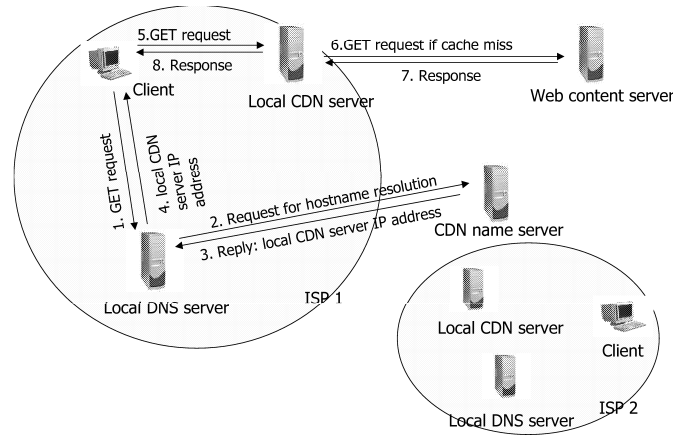 5.GET request
8. Response
6.GET request if cache miss
7. Response
Client
Local CDN server
Web content server
1. GET request
4. local CDN
server IP
address
2. Request for hostname resolution
3. Reply: local CDN server IP address
CDN name server
Local DNS server
ISP 1
Local CDN server
Client
Local DNS server
ISP 2